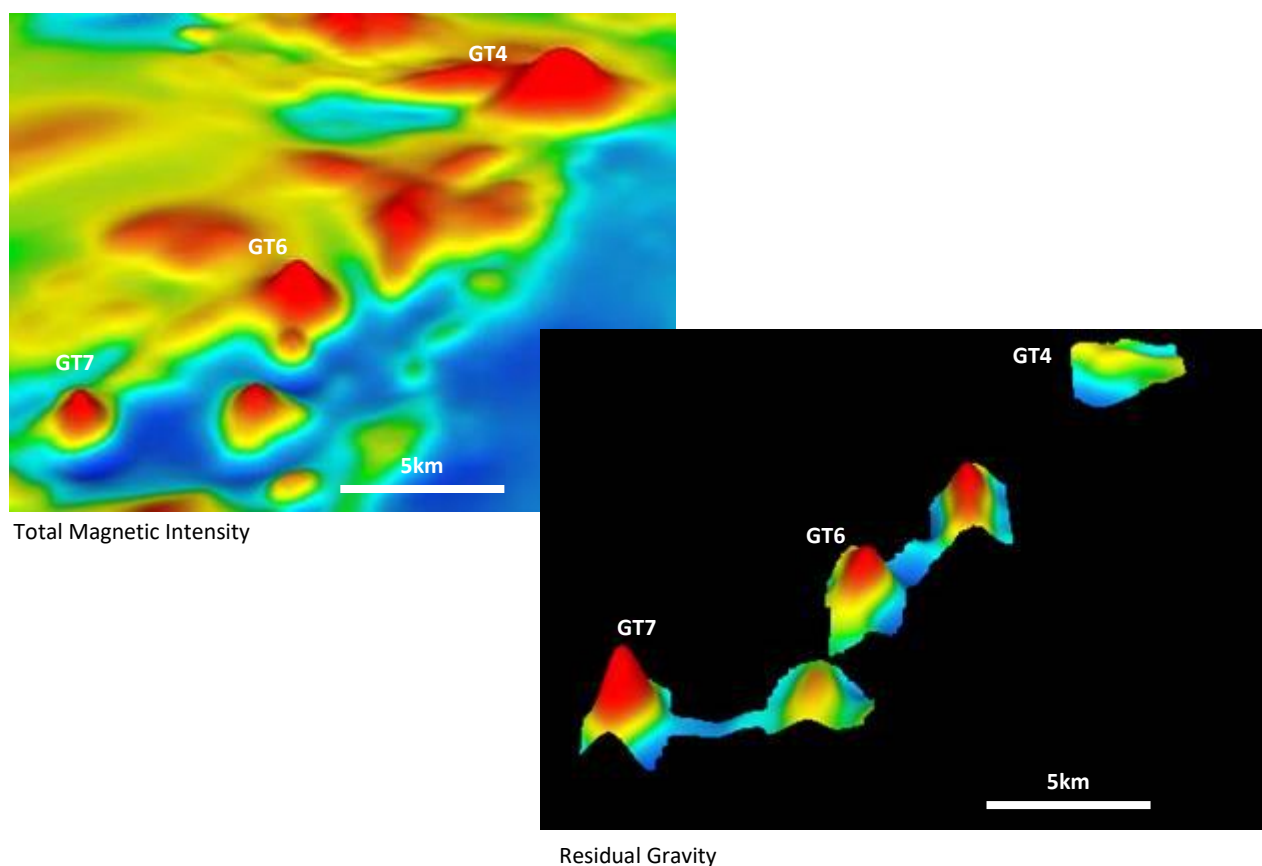 GT4
GT6
GT7
5km
Total Magnetic Intensity
GT4
GT6
GT7
5km
Residual Gravity